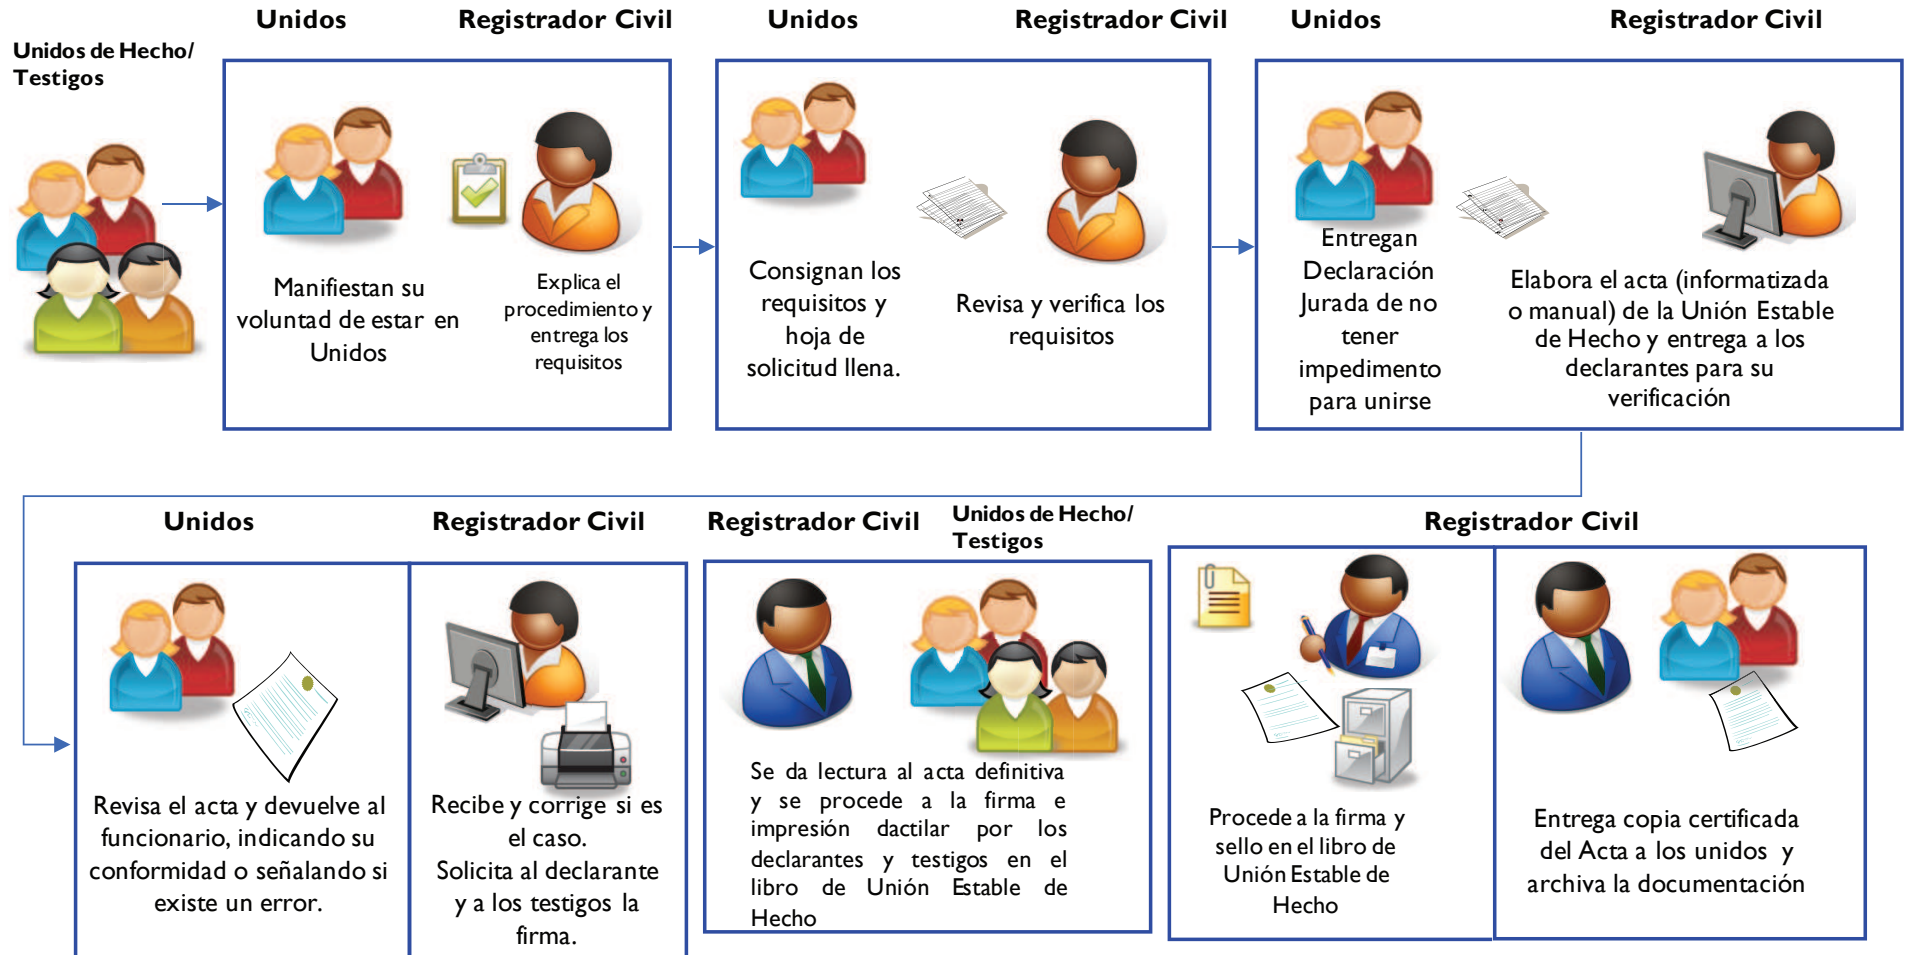 Unidos
Registrador Civil
Unidos
Registrador Civil
Unidos
Registrador Civil
Unidos de Hecho/
Testigos
Manifiestan su
voluntad de estar en
Unidos
Explica el
procedimiento y
entrega los
requisitos
Consignan los
requisitos y
hoja de
solicitud llena.
Revisa y verifica los
requisitos
Entregan
Declaración
Jurada de no
tener
impedimento
para unirse
Elabora el acta (informatizada
o manual) de la Unión Estable
de Hecho y entrega a los
declarantes para su
verificación
Unidos
Registrador Civil
Registrador Civil
Unidos de Hecho/
Testigos
Registrador Civil
Revisa el acta y devuelve al
funcionario, indicando su
conformidad o señalando si
existe un error.
Recibe y corrige si es
el caso.
Solicita al declarante
y a los testigos la
firma.
Se da lectura al acta definitiva
y se procede a la firma e
impresión dactilar por los
declarantes y testigos en el
libro de Unión Estable de
Hecho
Procede a la firma y
sello en el libro de
Unión Estable de
Hecho
Entrega copia certificada
del Acta a los unidos y
archiva la documentación